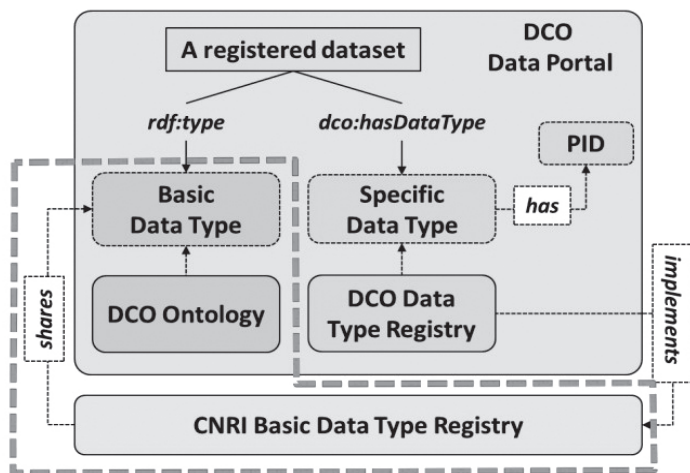 DCO
Data Portal
A registered dataset
rdf:type
dco:hasDataType
PID
Basic
Data Type
Specific
Data Type
has
shares
DCO Ontology
DCO Data
Type Registry
implements
CNRI Basic Data Type Registry